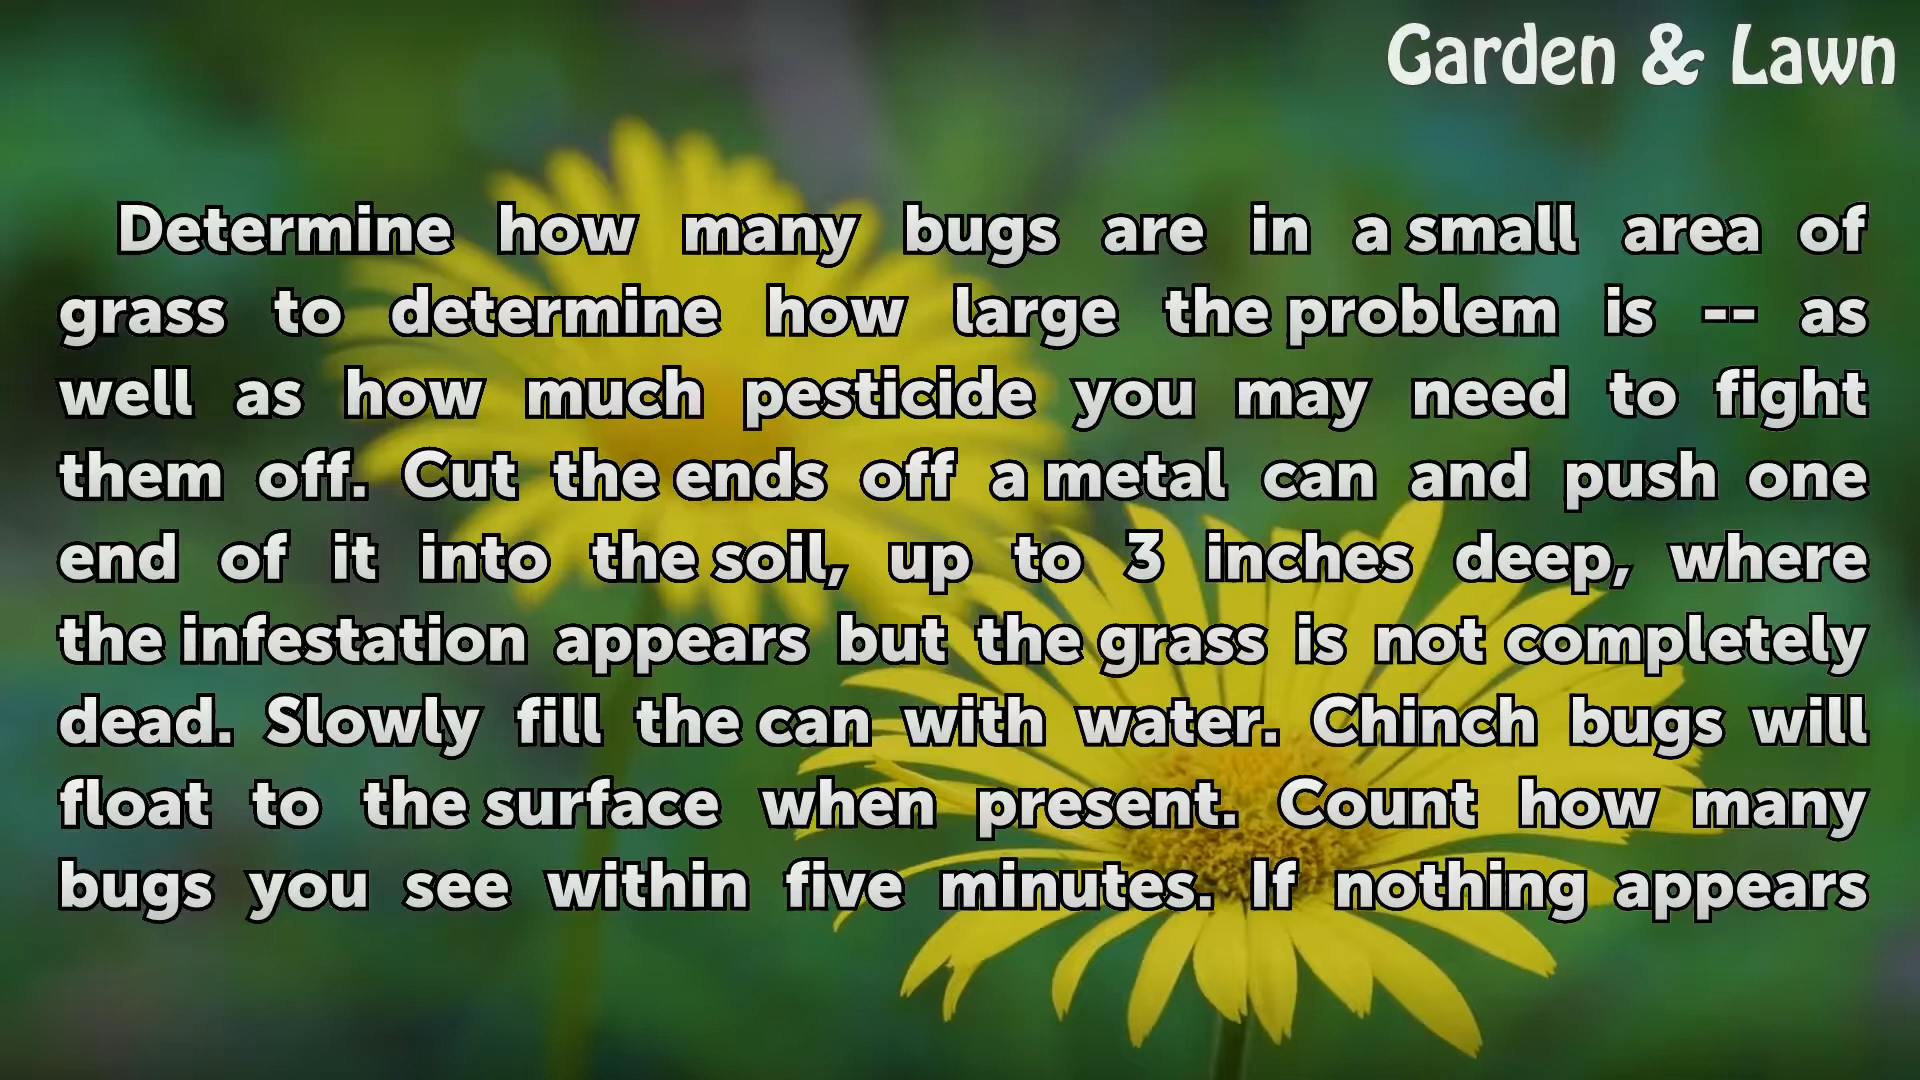 Garden & Lawn
Determine how many bugs are in a small area of
grass to determine how large the problem is -- as
well as how much pesticide you may need to fight
them off. Cut the ends off a metal can and push one
end of it into the soil, up to 3 inches deep, where
the infestation appears but the grass is not completely
dead. Slowly fill the can with water. Chinch bugs will
float to the surface when present. Count how many
bugs you see within five minutes. If nothing appears